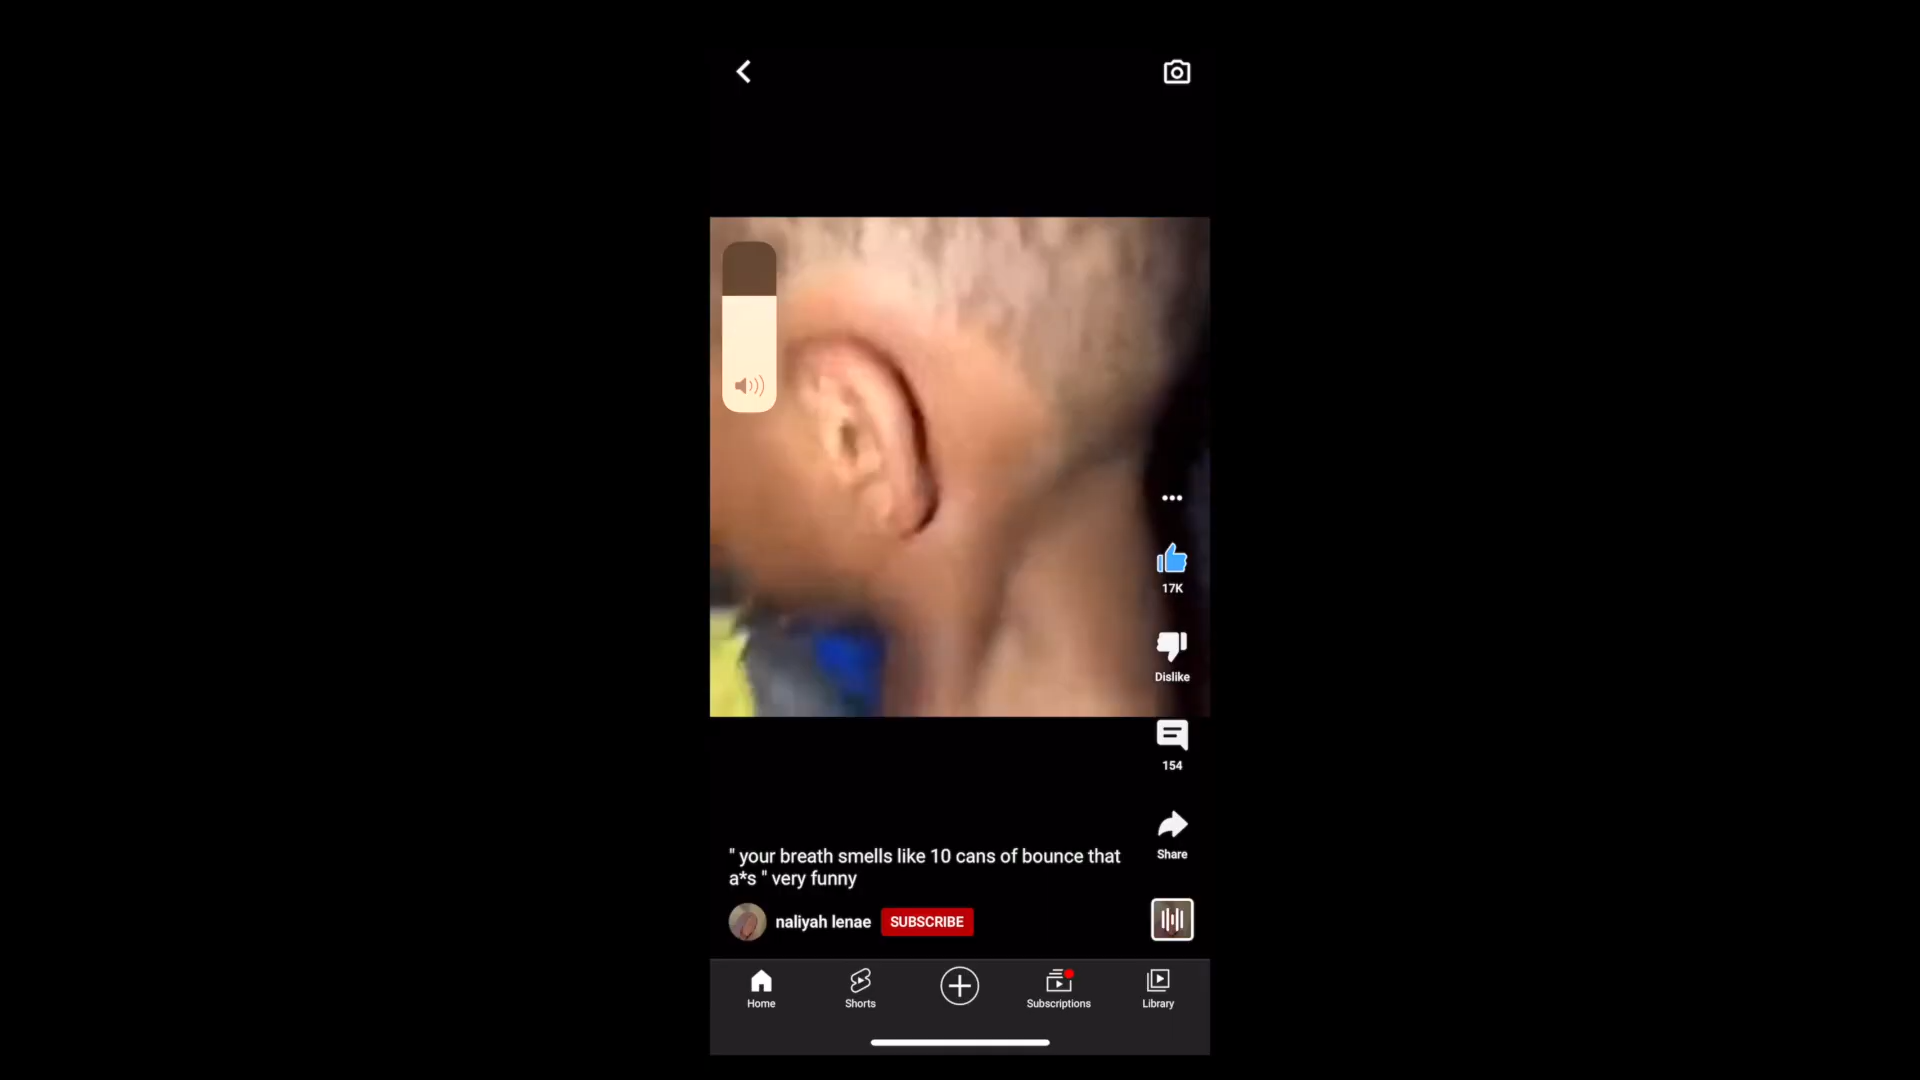 17K
Dislike
154
Share
" your breath smells like 10 cans of bounce that
a*s " very funny
naliyah lenae SUBSCRIBE
Home Shorts Subscriptions Library